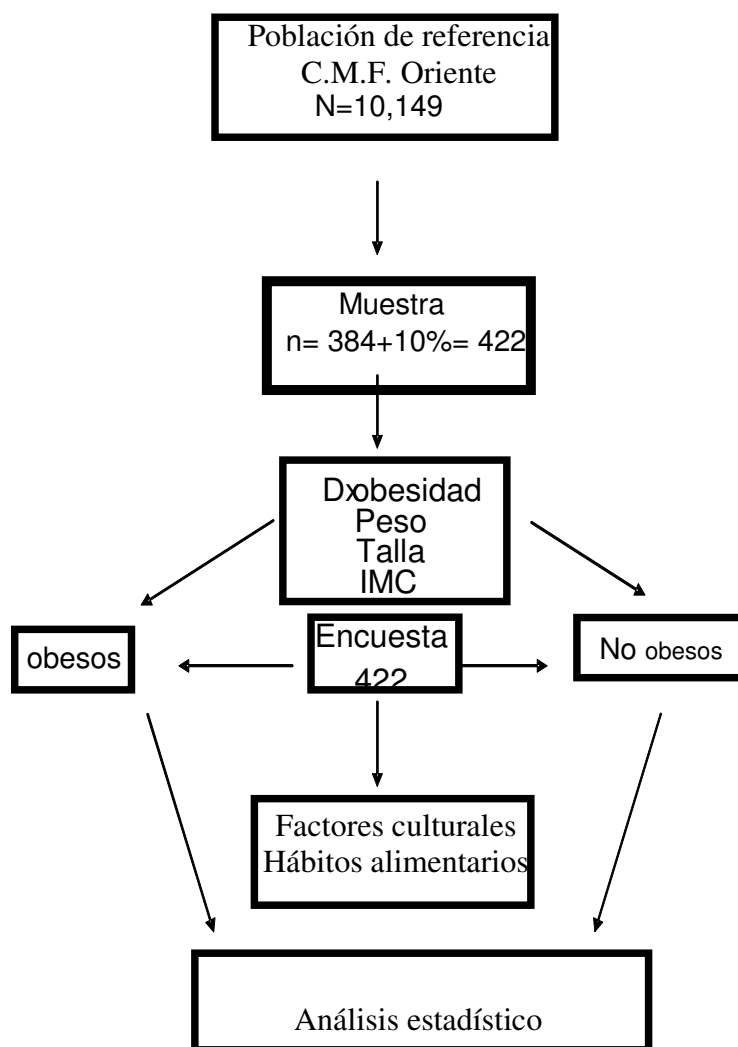 Población de referencia
C.M.F. Oriente
N=10,149
Muestra
n= 384+10%= 422
Dxobesidad
Peso
Talla
IMC
obesos
Encuesta
422
No obesos
Factores culturales
Hábitos alimentarios
Análisis estadístico